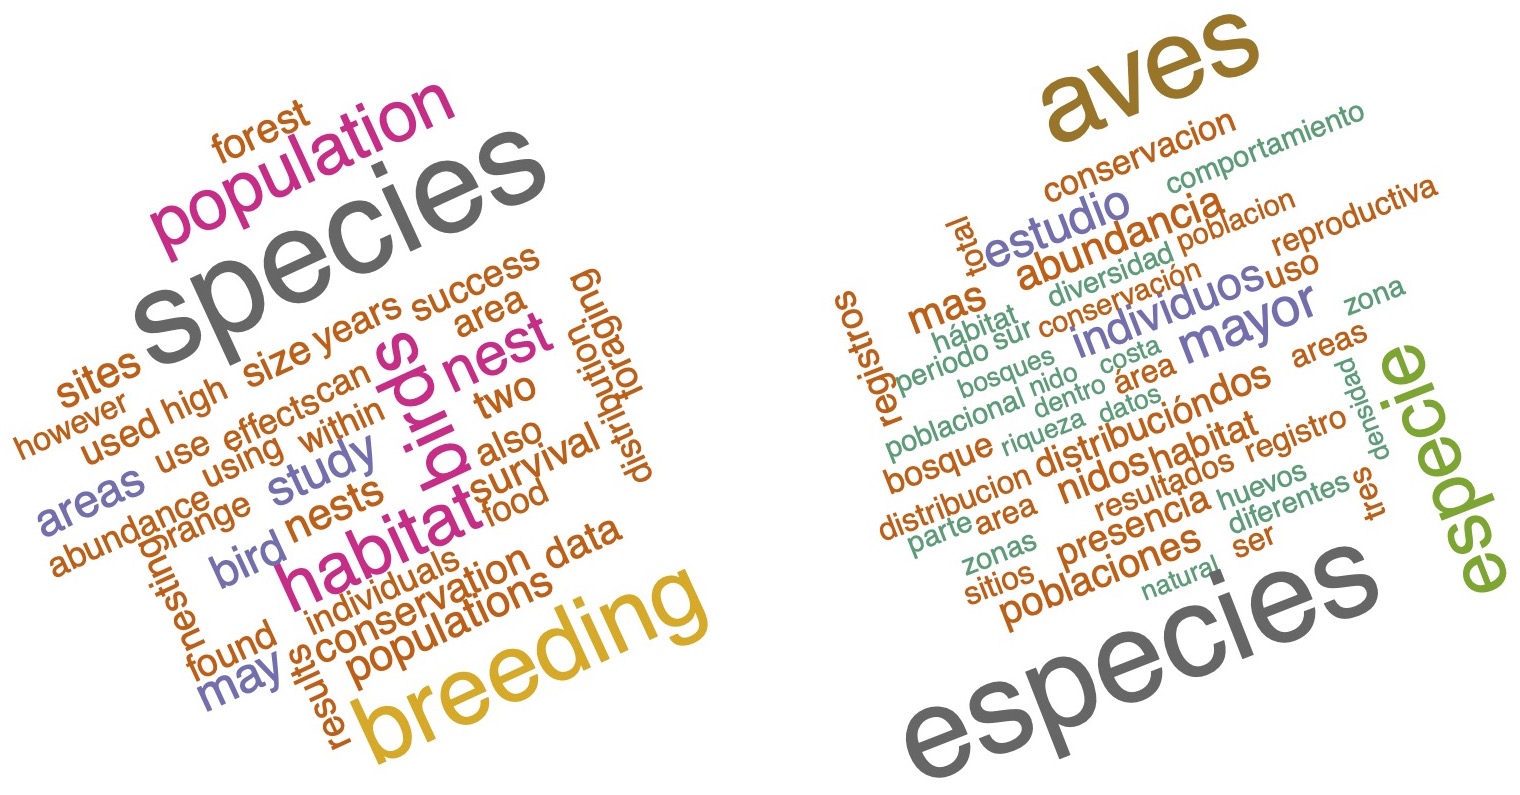 forest
population
species
success
years
area
size
sites
foraging
birds
nest
distribution
however
high
used
can
effects
two
use
within
using
also
areas
study
survival
abundance
range
nests
food
bird
habitat
nesting
individuals
data
conservation
populations
found
may
results
breeding
aves
conservacion
comportamiento
estudio
total
abundancia
poblacion
reproductiva
diversidad
uso
mas
conservación
individuos
zona
registros
hábitat
sur
periodo
mayor
costa
bosques
areas
nido
área
dentro
poblacional
datos
densidad
especie
riqueza
dos
distribución
bosque
habitat
registro
nidos
distribucion
resultados
huevos
parte
area
presencia
diferentes
tres
zonas
ser
sitios
poblaciones
natural
especies